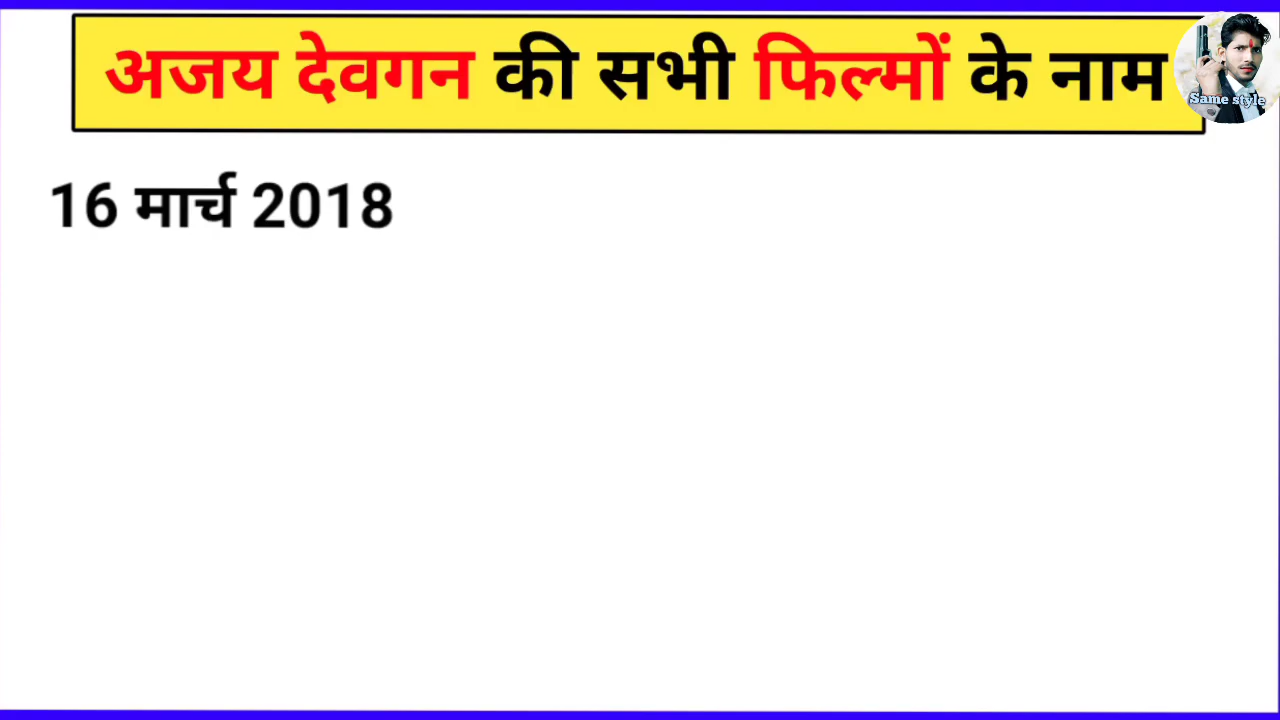 अजय देवगन की सभी फिल्मों के नाम
Same style
16 मार्च 2018